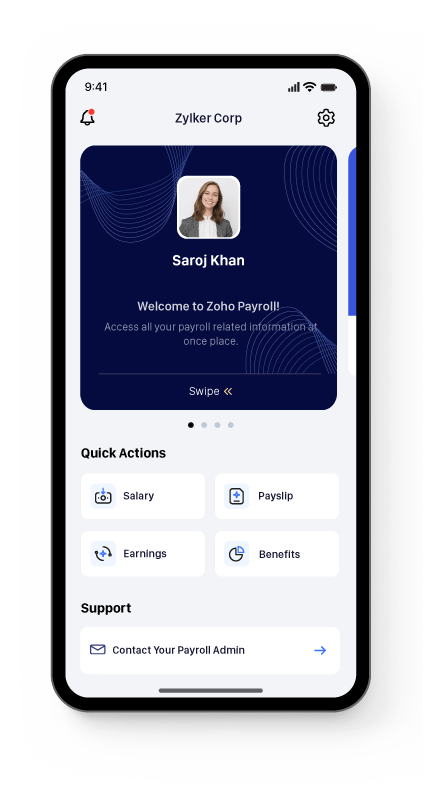 9:41
Zylker Corp
Saroj Khan
Welcome to Zoho Payroll!
Access all your payroll related information at
once place.
Swipe
Quick Actions
Salary
Payslip
Earnings
Benefits
Support
Contact Your Payroll Admin